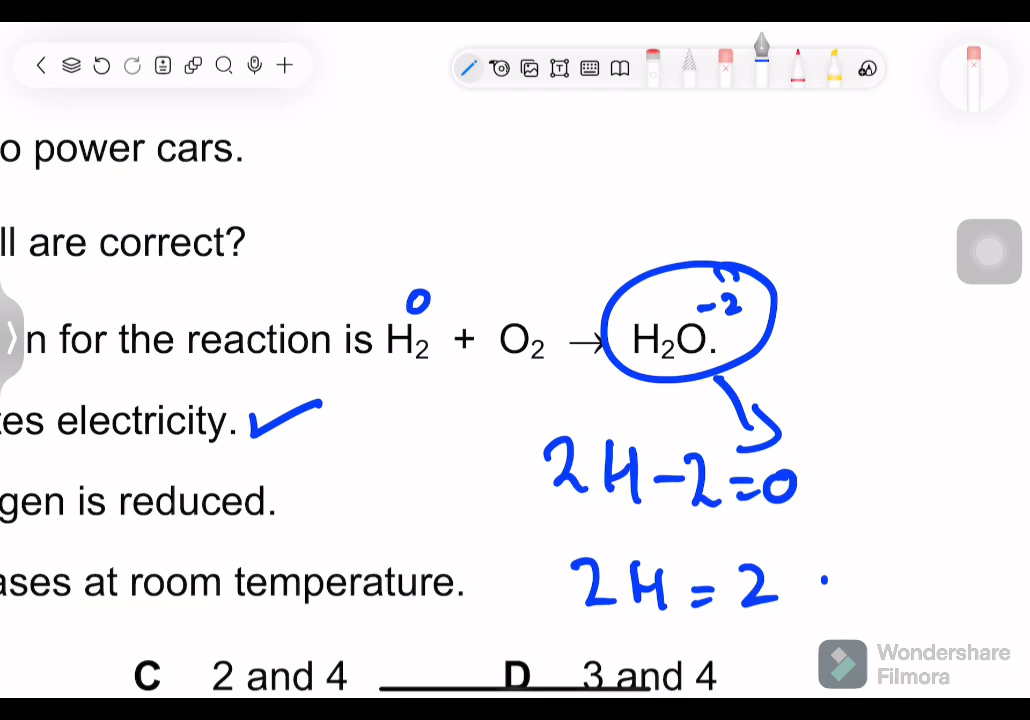 o power cars.
ll are correct?
0
-2
n for the reaction is H₂ + O₂ → H₂O.
tes electricity.
2H-2=0
gen is reduced.
2H=2
ases at room temperature.
C 2 and 4 D 3 and 4
Wondershare
Filmora